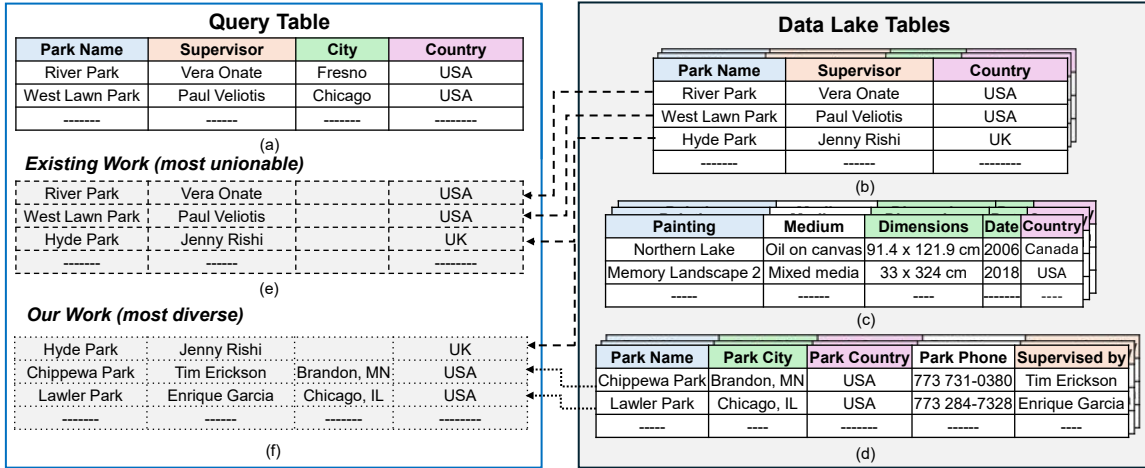 Query Table
Park Name Supervisor City Country
River Park Vera Onate Fresno USA
West Lawn Park Paul Veliotis Chicago USA
------- ------ ------- --------
(a)
Existing Work (most unionable)
River Park Vera Onate USA
West Lawn Park Paul Veliotis USA
Hyde Park Jenny Rishi UK
------- ------ --------
(e)
Our Work (most diverse)
Hyde Park Jenny Rishi UK
Chippewa Park Tim Erickson Brandon, MN USA
Lawler Park Enrique Garcia Chicago, IL USA
------- ------ ------- --------
(f)
Data Lake Tables
Park Name Supervisor Country
River Park Vera Onate USA
West Lawn Park Paul Veliotis USA
Hyde Park Jenny Rishi UK
------- ------ --------
(b)
Painting Medium Dimensions Date Country
Northern Lake Oil on canvas 91.4 x 121.9 cm 2006 Canada
Memory Landscape 2 Mixed media 33 x 324 cm 2018 USA
----- ------ ---- ------- ----
(c)
Park Name Park City Park Country Park Phone Supervised by
Chippewa Park Brandon, MN USA 773 731-0380 Tim Erickson
Lawler Park Chicago, IL USA 773 284-7328 Enrique Garcia
----- ---- ------- ------ ----
(d)